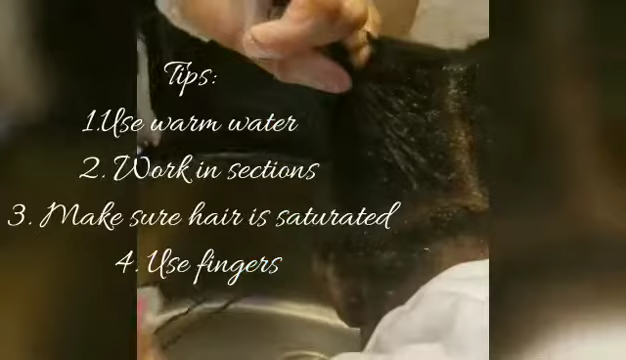 Tips:
1.Use warm water
2. Work in sections
3. Make sure hair is saturated
4. Use fingers